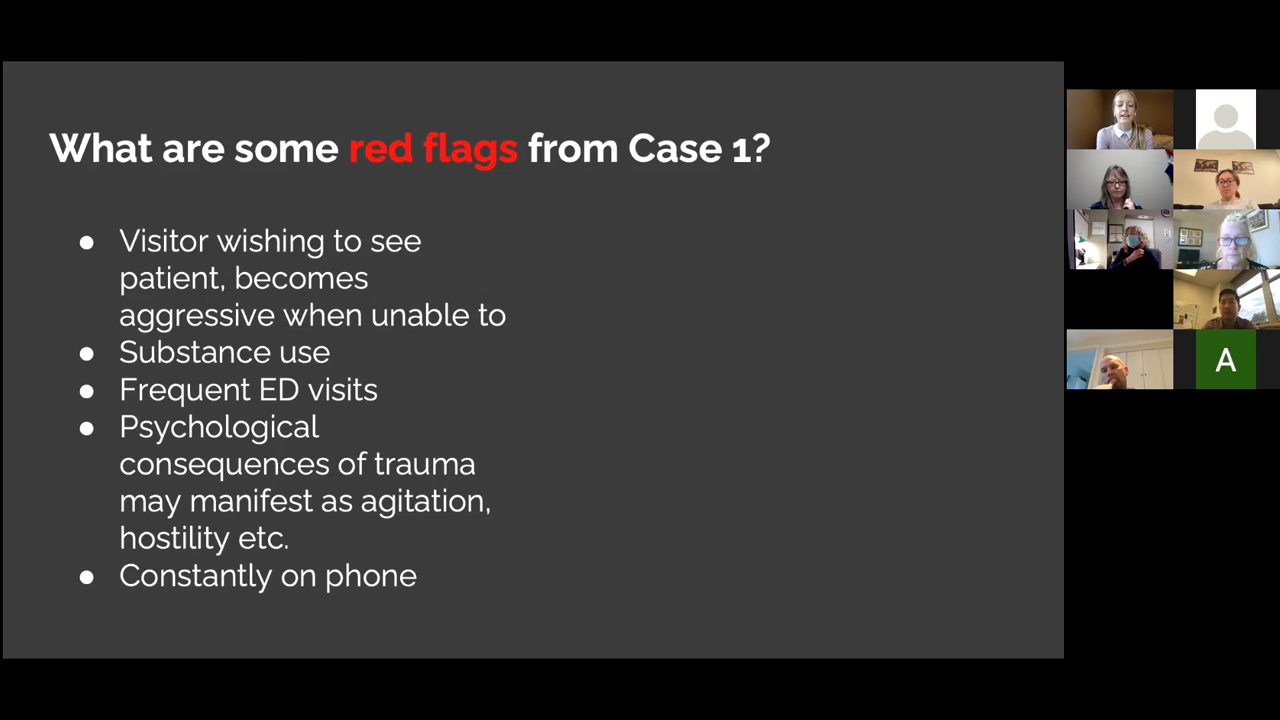 What are some red flags from Case 1?
● Visitor wishing to see
patient, becomes
aggressive when unable to
● Substance use
● Frequent ED visits
● Psychological
consequences of trauma
may manifest as agitation,
hostility etc.
● Constantly on phone
A